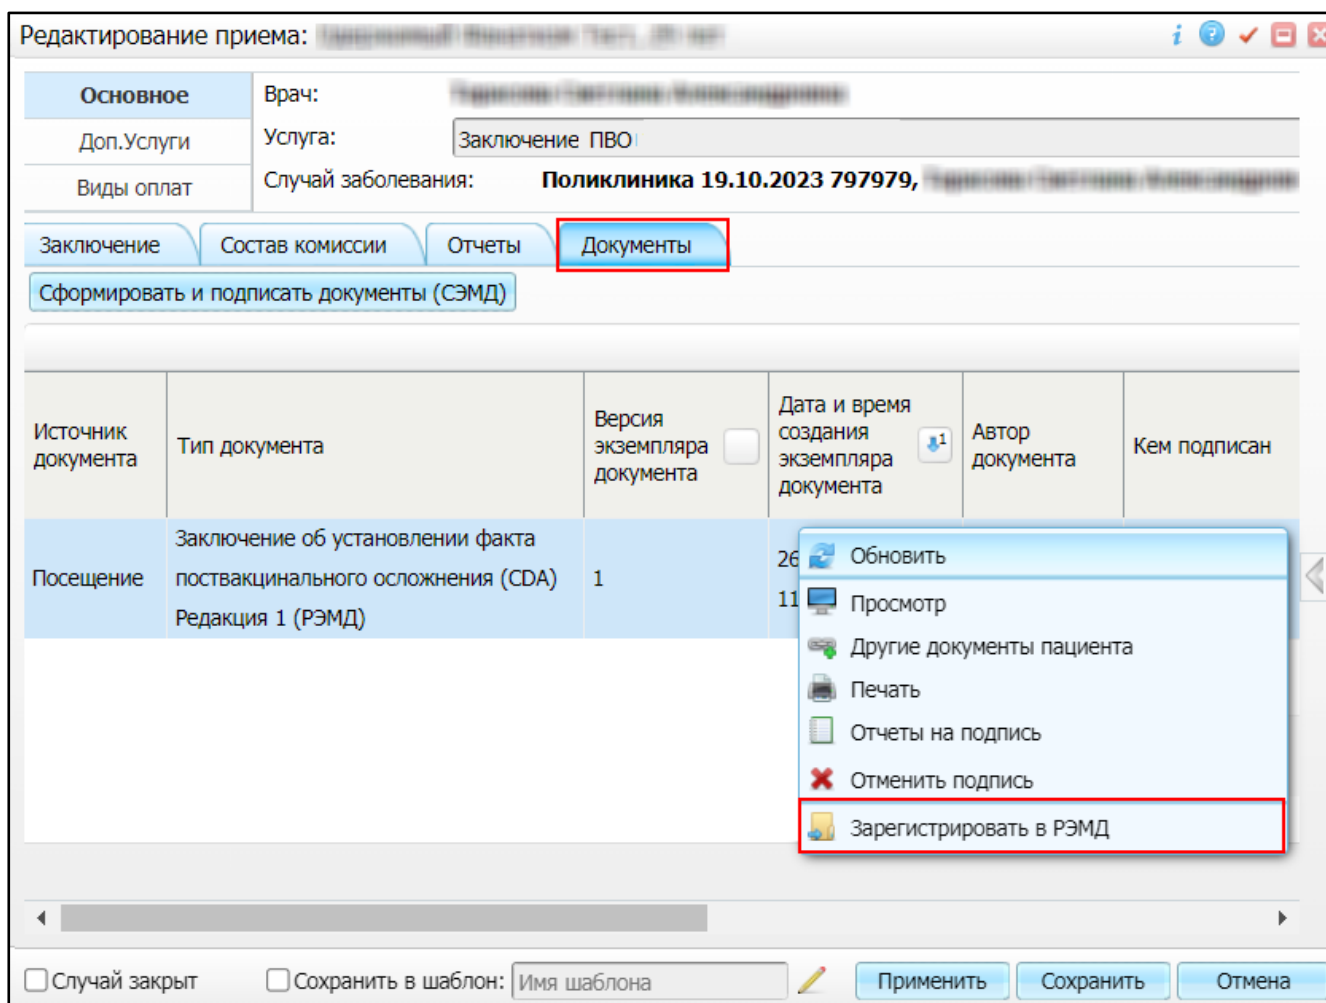 Редактирование приема:
Основное
Врач:
Доп.Услуги
Услуга:
Заключение ПВО
Виды оплат
Случай заболевания:
Поликлиника 19.10.2023 797979,
Заключение
Состав комиссии
Отчеты
Документы
Сформировать и подписать документы (СЭМД)
Источник
документа
Тип документа
Версия
экземпляра
документа
Дата и время
создания
экземпляра
документа
1
Автор
документа
Кем подписан
Посещение
Заключение об установлении факта
поствакцинального осложнения (CDA)
Редакция 1 (РЭМД)
1
26
11
Обновить
Просмотр
Другие документы пациента
Печать
Отчеты на подпись
Отменить подпись
Зарегистрировать в РЭМД
Случай закрыт
Сохранить в шаблон:
Имя шаблона
Применить
Сохранить
Отмена